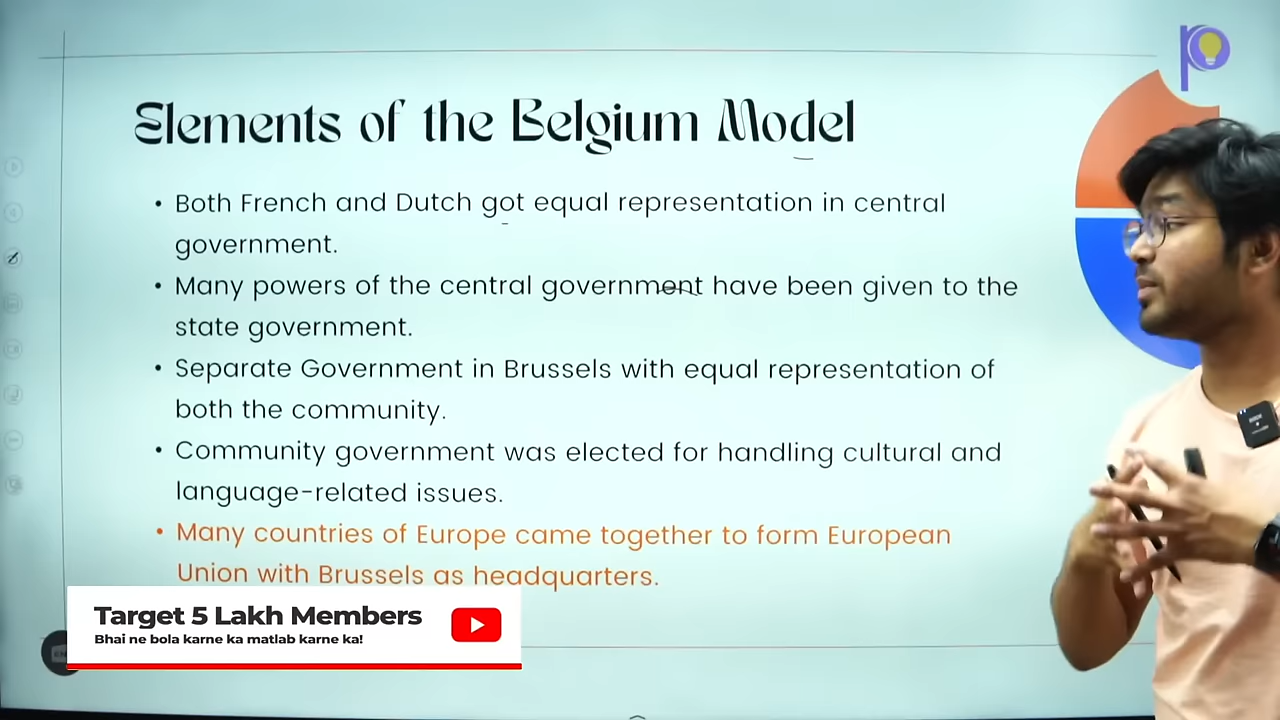 Elements of the Belgium Model
• Both French and Dutch got equal representation in central
government.
• Many powers of the central government have been given to the
state government.
• Separate Government in Brussels with equal representation of
both the community.
• Community government was elected for handling cultural and
language-related issues.
• Many countries of Europe came together to form European
Union with Brussels as headquarters.
Target 5 Lakh Members
Bhai ne bola karne ka matlab karne ka!